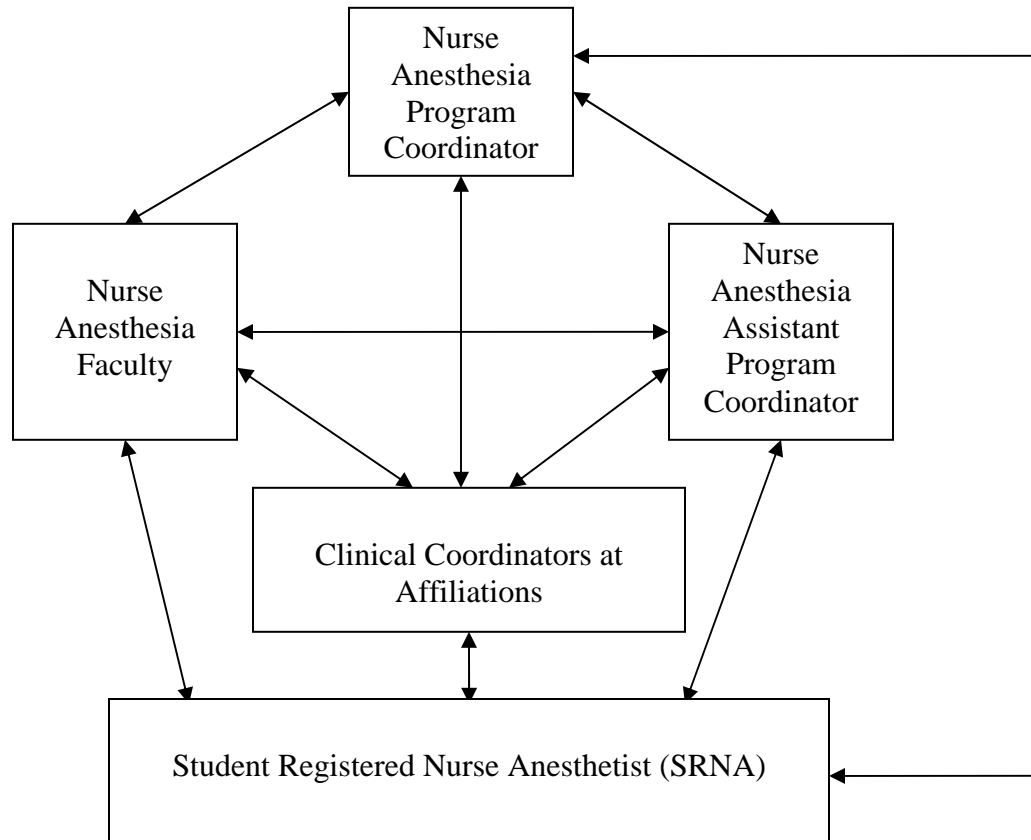 Nurse
Anesthesia
Program
Coordinator
Nurse
Anesthesia
Faculty
Nurse
Anesthesia
Assistant
Program
Coordinator
Clinical Coordinators at
Affiliations
Student Registered Nurse Anesthetist (SRNA)